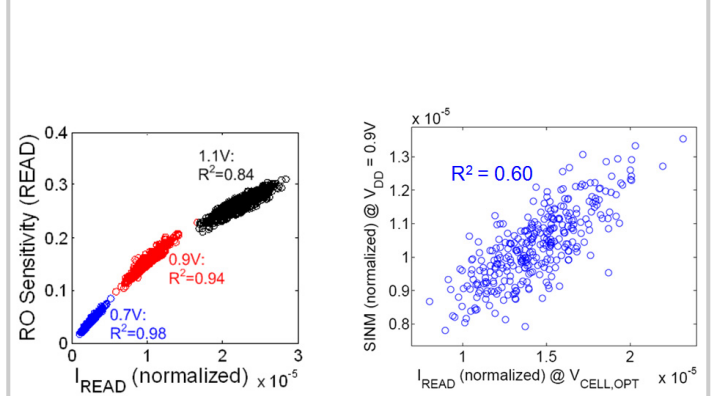 0.4
0.3
0.2
0.1
0
RO Sensitivity (READ)
1.1V:
R²=0.84
0.9V:
R²=0.94
0.7V:
R²=0.98
0 1 2 3
I_READ (normalized) x 10⁻⁵
x 10⁻⁵
1.3
1.2
1.1
1
0.9
0.8
SINM (normalized) @ V_DD = 0.9V
R² = 0.60
1 1.5 2
I_READ (normalized) @ V_CELL,OPT x 10⁻⁵